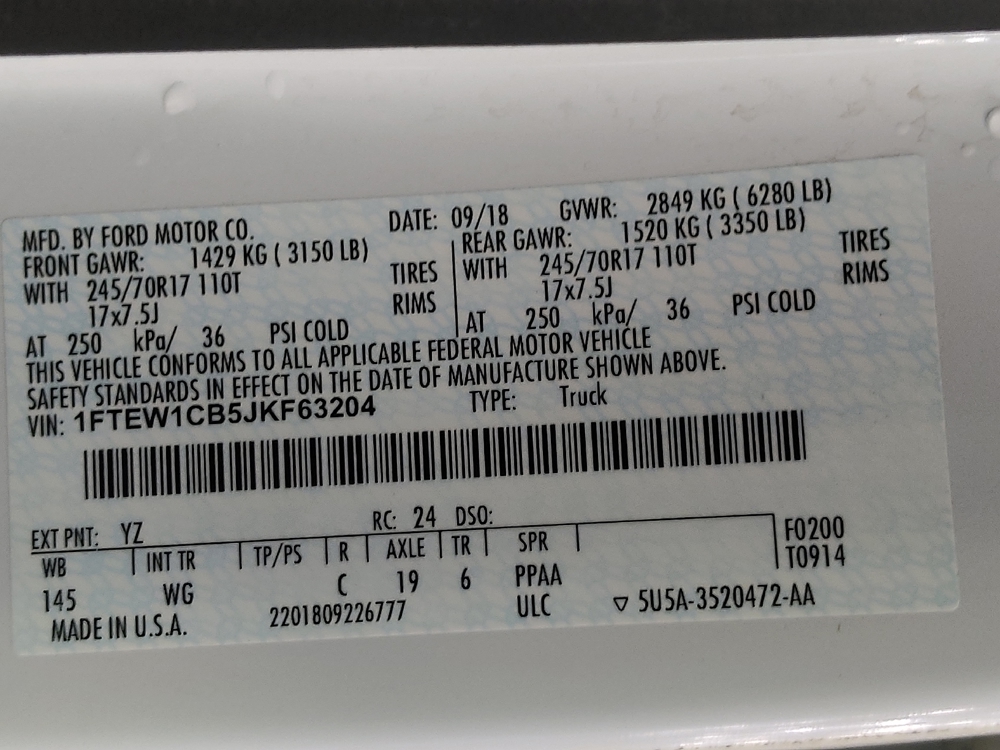 MFD. BY FORD MOTOR CO. DATE: 09/18 GVWR: 2849 KG ( 6280 LB)
FRONT GAWR: 1429 KG ( 3150 LB) REAR GAWR: 1520 KG ( 3350 LB)
WITH 245/70R17 110T TIRES WITH 245/70R17 110T TIRES
17x7.5J RIMS 17x7.5J RIMS
AT 250 kPa/ 36 PSI COLD AT 250 kPa/ 36 PSI COLD
THIS VEHICLE CONFORMS TO ALL APPLICABLE FEDERAL MOTOR VEHICLE
SAFETY STANDARDS IN EFFECT ON THE DATE OF MANUFACTURE SHOWN ABOVE.
VIN: 1FTEW1CB5JKF63204 TYPE: Truck
EXT PNT: YZ RC: 24 DSO:
WB INT TR TP/PS R AXLE TR SPR F0200
145 WG C 19 6 PPAA T0914
MADE IN U.S.A. 2201809226777 ULC ▽ 5U5A-3520472-AA